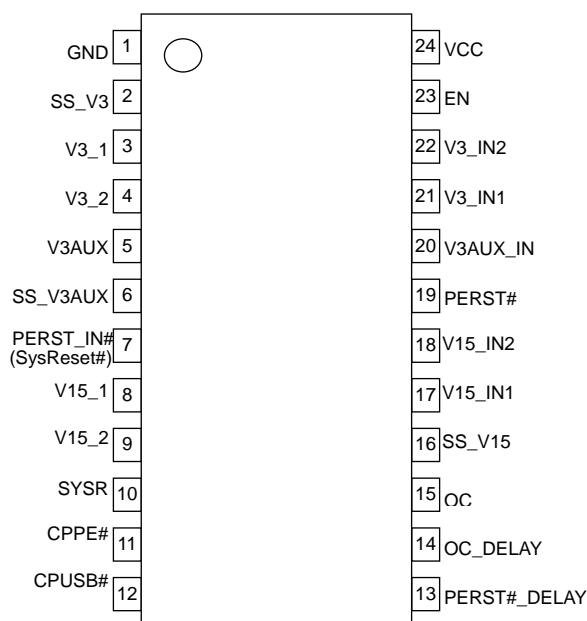 GND 1
SS_V3 2
V3_1 3
V3_2 4
V3AUX 5
SS_V3AUX 6
PERST_IN#
(SysReset#) 7
V15_1 8
V15_2 9
SYSR 10
CPPE# 11
CPUSB# 12
24 VCC
23 EN
22 V3_IN2
21 V3_IN1
20 V3AUX_IN
19 PERST#
18 V15_IN2
17 V15_IN1
16 SS_V15
15 OC
14 OC_DELAY
13 PERST#_DELAY